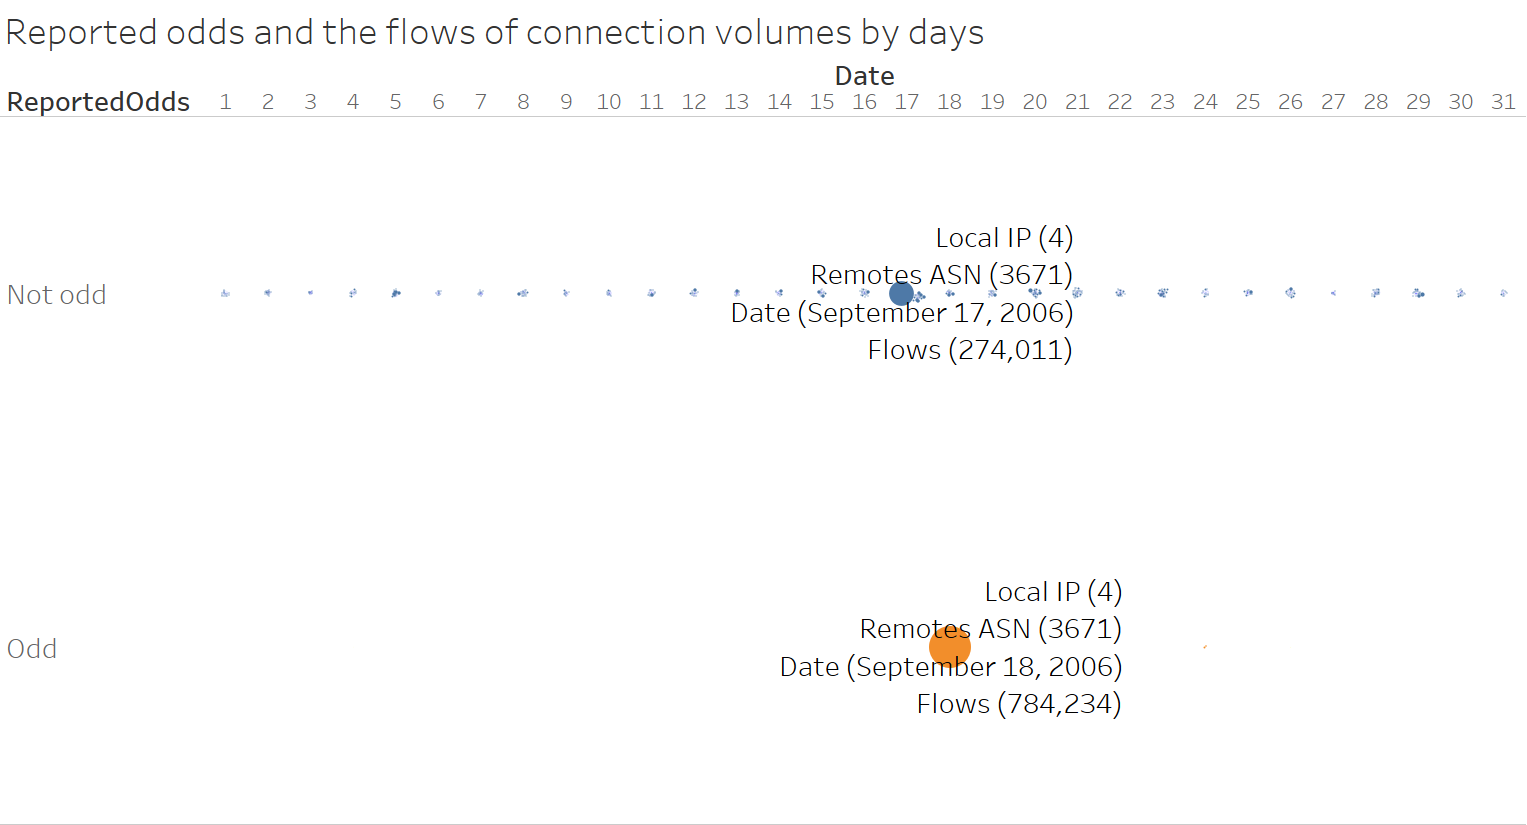 Reported odds and the flows of connection volumes by days
Date
ReportedOdds 1 2 3 4 5 6 7 8 9 10 11 12 13 14 15 16 17 18 19 20 21 22 23 24 25 26 27 28 29 30 31
Local IP (4)
Remotes ASN (3671)
Not odd
Date (September 17, 2006)
Flows (274,011)
Local IP (4)
Remotes ASN (3671)
Odd
Date (September 18, 2006)
Flows (784,234)